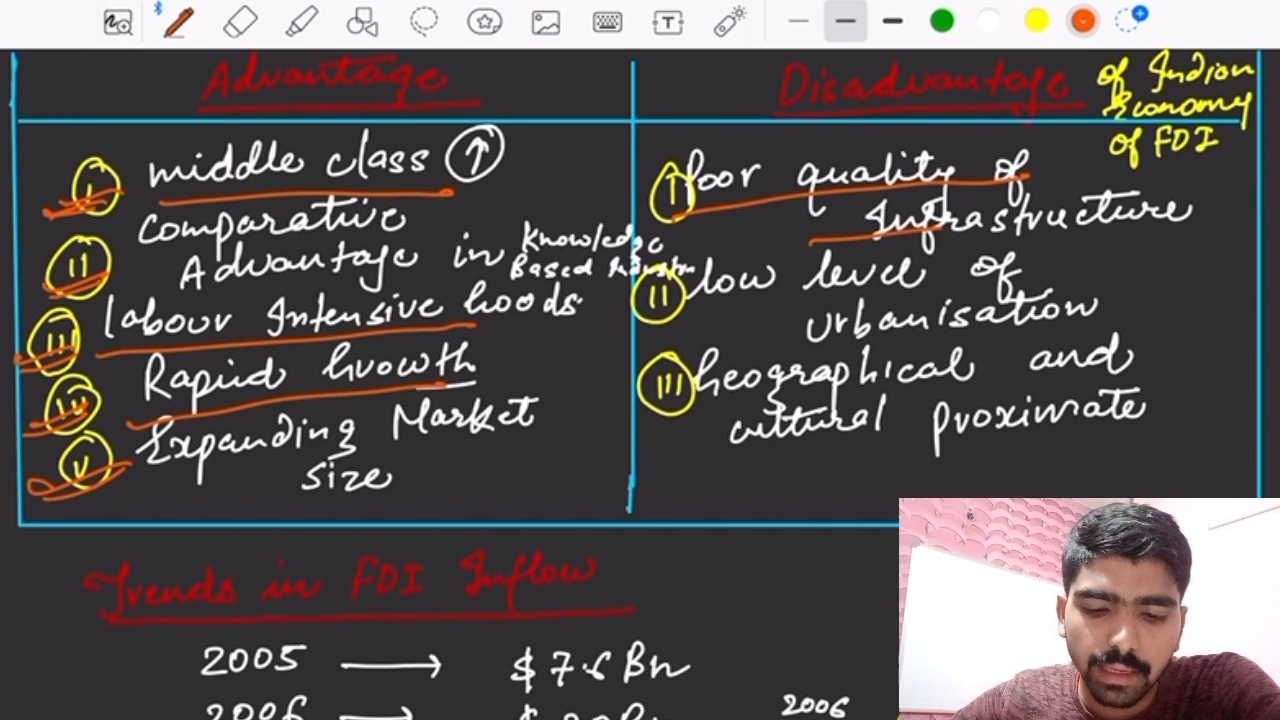 Advantage
Disadvantage
of Indian
Economy
of FDI
I middle class ↑
II comparative
Advantage in Knowledge
Based Industry
III Labour Intensive Goods
IV Rapid Growth
V Expanding Market
Size
I Poor quality of
Infrastructure
II low level of
urbanisation
III Geographical and
cultural proximate
Trends in FDI Inflow
2005 → $ 7.6 Bn
2006 →
2006